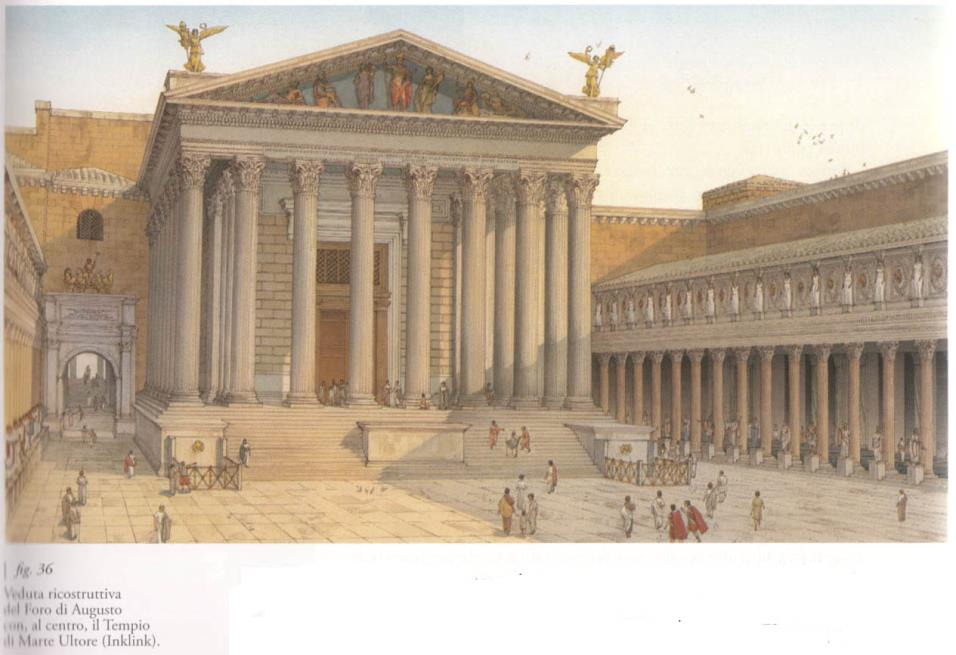 fig. 36
Veduta ricostruttiva
del Foro di Augusto
con, al centro, il Tempio
di Marte Ultore (Inklink).